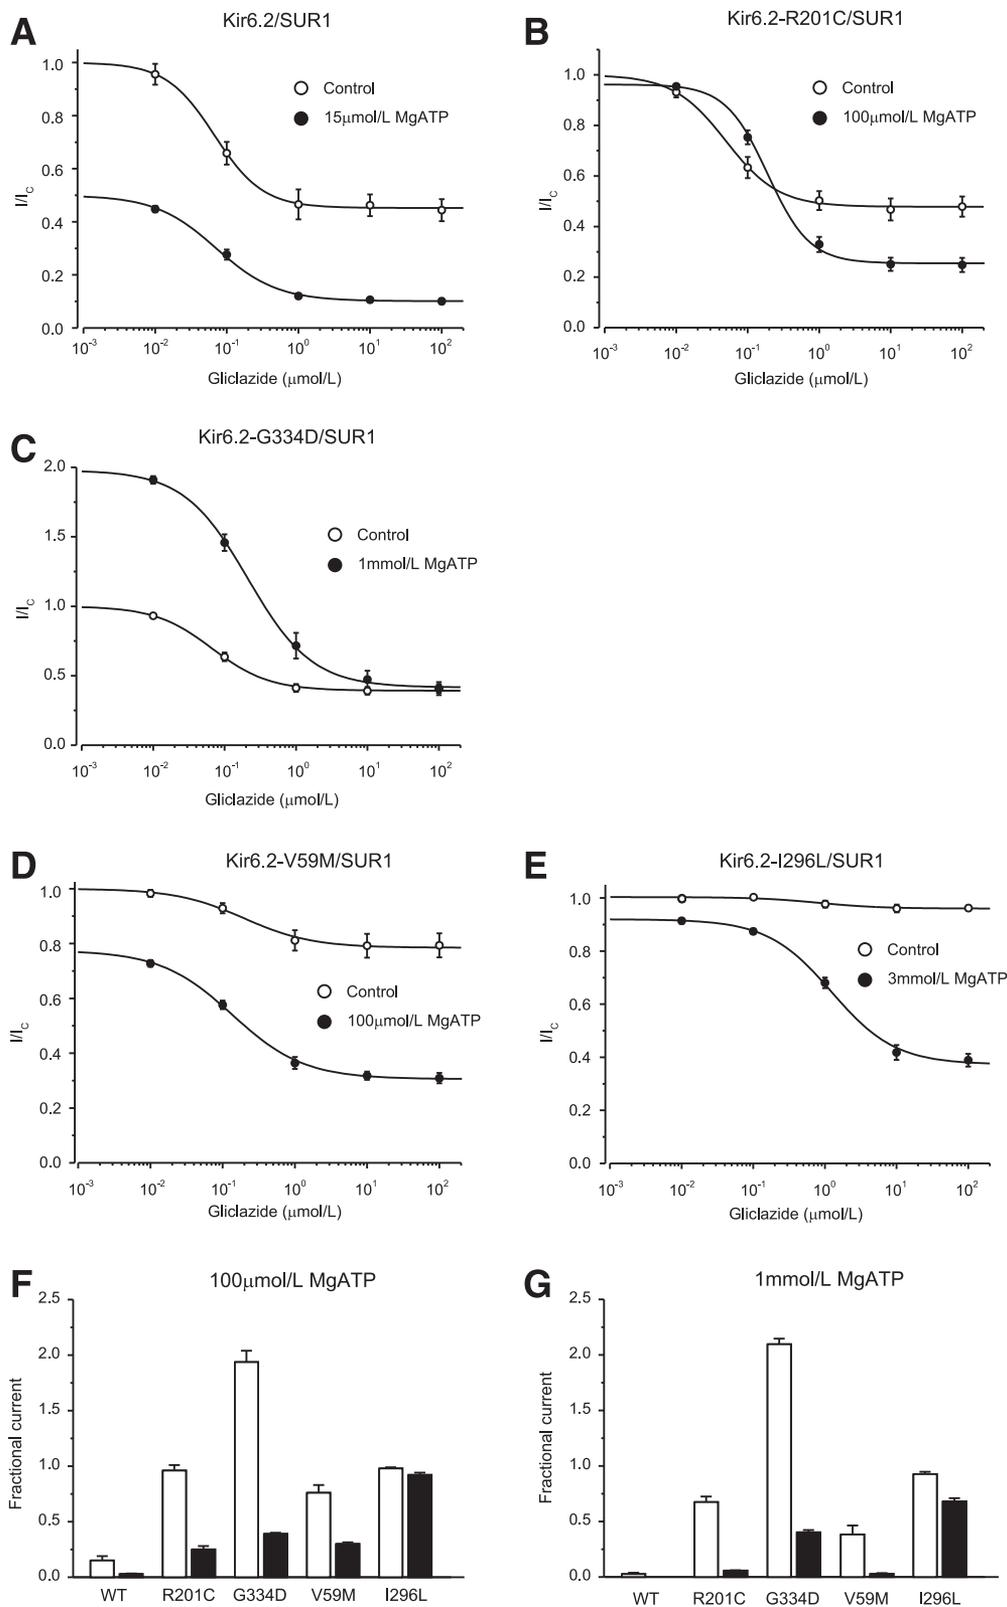 A
Kir6.2/SUR1
Control
15μmol/L MgATP
I/I_C
1.0
0.8
0.6
0.4
0.2
0.0
10^-3 10^-2 10^-1 10^0 10^1 10^2
Gliclazide (μmol/L)
B
Kir6.2-R201C/SUR1
Control
100μmol/L MgATP
I/I_C
1.0
0.8
0.6
0.4
0.2
0.0
10^-3 10^-2 10^-1 10^0 10^1 10^2
Gliclazide (μmol/L)
C
Kir6.2-G334D/SUR1
Control
1mmol/L MgATP
I/I_C
2.0
1.5
1.0
0.5
0.0
10^-3 10^-2 10^-1 10^0 10^1 10^2
Gliclazide (μmol/L)
D
Kir6.2-V59M/SUR1
Control
100μmol/L MgATP
I/I_C
1.0
0.8
0.6
0.4
0.2
0.0
10^-3 10^-2 10^-1 10^0 10^1 10^2
Gliclazide (μmol/L)
E
Kir6.2-I296L/SUR1
Control
3mmol/L MgATP
I/I_C
1.0
0.8
0.6
0.4
0.2
0.0
10^-3 10^-2 10^-1 10^0 10^1 10^2
Gliclazide (μmol/L)
F
100μmol/L MgATP
Fractional current
2.5
2.0
1.5
1.0
0.5
0.0
WT R201C G334D V59M I296L
G
1mmol/L MgATP
Fractional current
2.5
2.0
1.5
1.0
0.5
0.0
WT R201C G334D V59M I296L